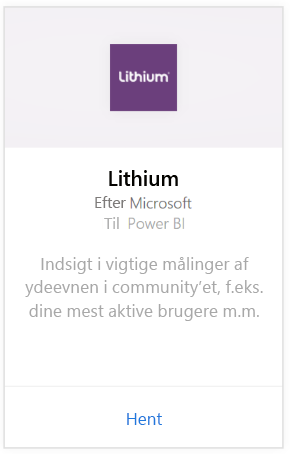 Lithium
Lithium
Efter Microsoft
Til Power BI
Indsigt i vigtige målinger af
ydeevnen i community'et, f.eks.
dine mest aktive brugere m.m.
Hent